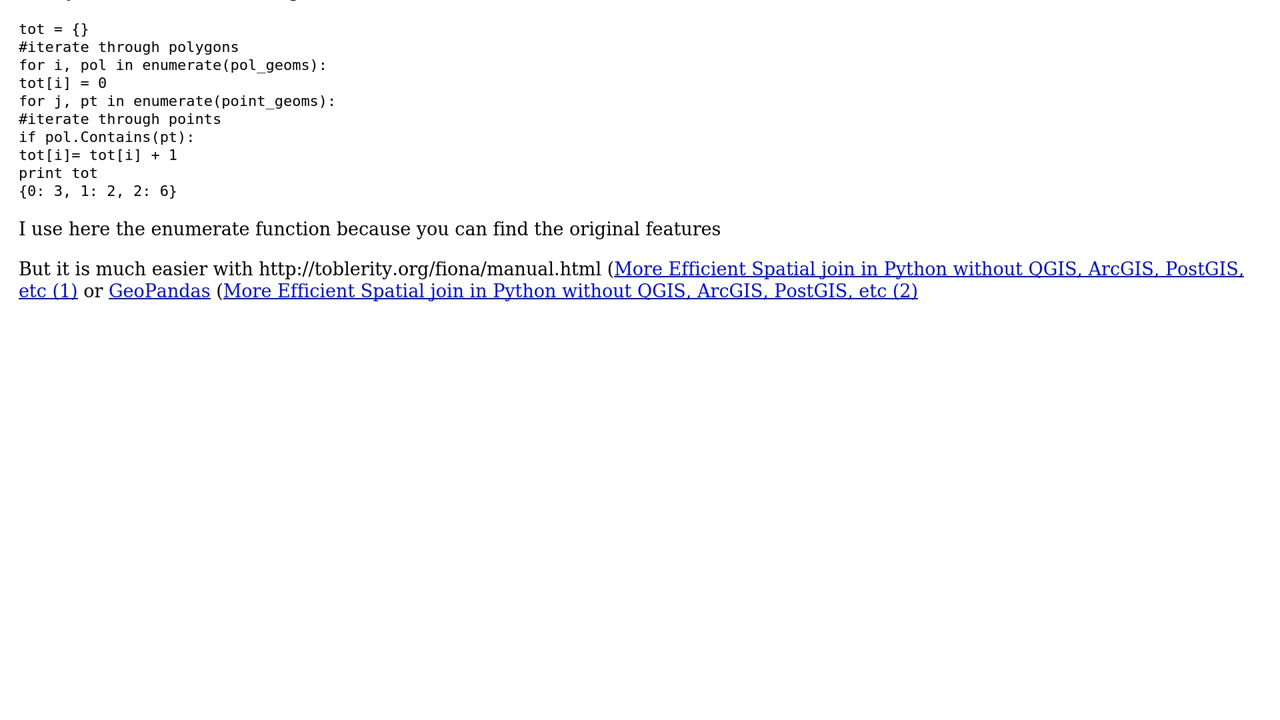 tot = {}
#iterate through polygons
for i, pol in enumerate(pol_geoms):
tot[i] = 0
for j, pt in enumerate(point_geoms):
#iterate through points
if pol.Contains(pt):
tot[i]= tot[i] + 1
print tot
{0: 3, 1: 2, 2: 6}
I use here the enumerate function because you can find the original features
But it is much easier with http://toblerity.org/fiona/manual.html (More Efficient Spatial join in Python without QGIS, ArcGIS, PostGIS,
etc (1) or GeoPandas (More Efficient Spatial join in Python without QGIS, ArcGIS, PostGIS, etc (2)